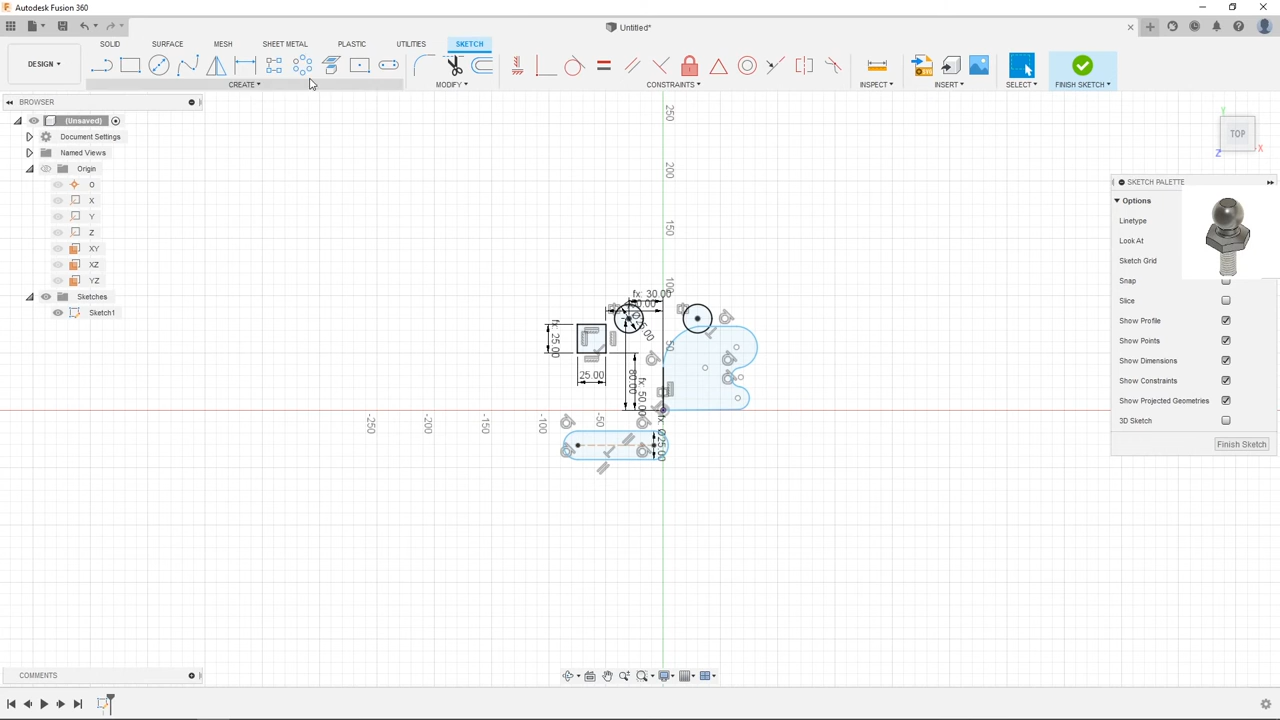 Autodesk Fusion 360
Untitled*
DESIGN
SOLID SURFACE MESH SHEET METAL PLASTIC UTILITIES SKETCH
CREATE MODIFY CONSTRAINTS INSPECT INSERT SELECT FINISH SKETCH
BROWSER
(Unsaved)
Document Settings
Named Views
Origin
O
X
Y
Z
XY
XZ
YZ
Sketches
Sketch1
250
200
150
100
50
-250
-200
-150
-100
-50
fx: 30.00
fx: 25.00
25.00
80.00
fx: 50.00
TOP
Y
X
Z
SKETCH PALETTE
Options
Linetype
Look At
Sketch Grid
Snap
Slice
Show Profile
Show Points
Show Dimensions
Show Constraints
Show Projected Geometries
3D Sketch
Finish Sketch
COMMENTS